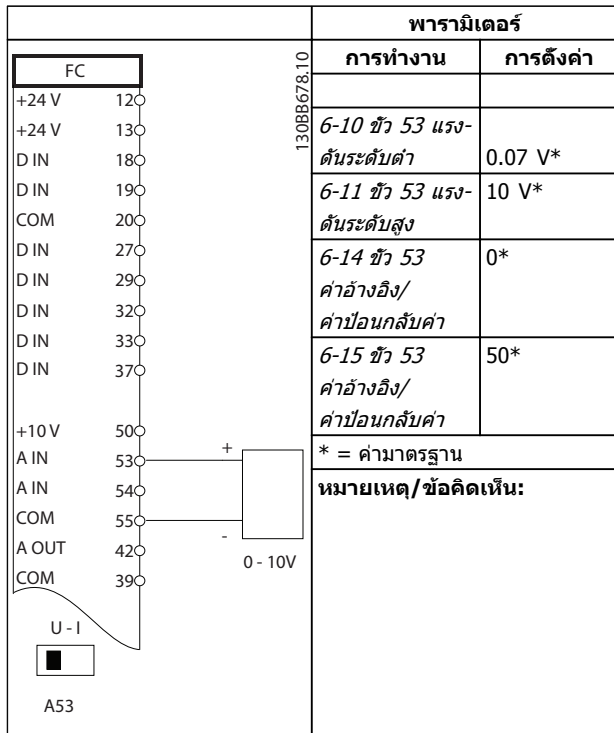 FC
+24 V 12
+24 V 13
D IN 18
D IN 19
COM 20
D IN 27
D IN 29
D IN 32
D IN 33
D IN 37
+10 V 50
A IN 53
A IN 54
COM 55
A OUT 42
COM 39
+
-
0 - 10V
U - I
A53
130BB678.10
พารามิเตอร์
การทำงาน การตั้งค่า
6-10 ขั้ว 53 แรง-
ดันระดับต่ำ 0.07 V*
6-11 ขั้ว 53 แรง- 10 V*
ดันระดับสูง
6-14 ขั้ว 53 0*
ค่าอ้างอิง/
ค่าป้อนกลับค่า
6-15 ขั้ว 53 50*
ค่าอ้างอิง/
ค่าป้อนกลับค่า
* = ค่ามาตรฐาน
หมายเหตุ/ข้อคิดเห็น: